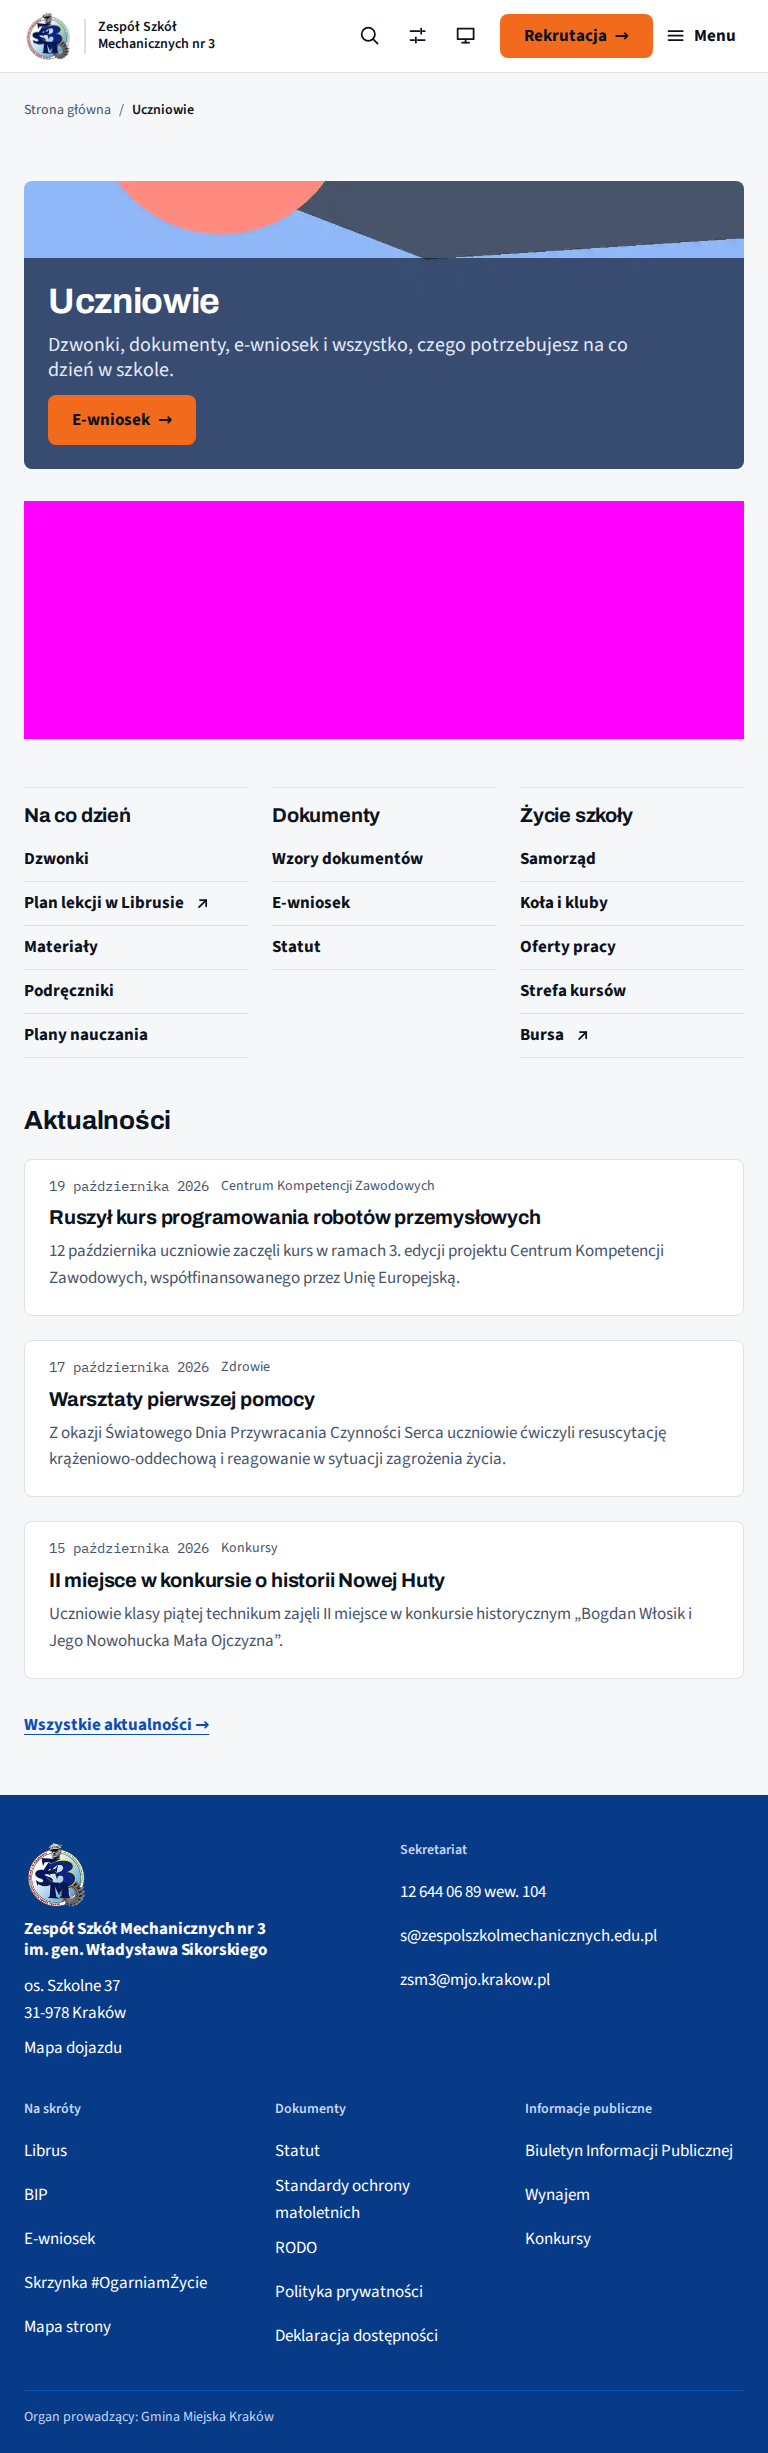 Zespół Szkół
Mechanicznych nr 3
Rekrutacja →
Menu
Strona główna / Uczniowie
Uczniowie
Dzwonki, dokumenty, e-wniosek i wszystko, czego potrzebujesz na co
dzień w szkole.
E-wniosek →
Na co dzień
Dzwonki
Plan lekcji w Librusie ↗
Materiały
Podręczniki
Plany nauczania
Dokumenty
Wzory dokumentów
E-wniosek
Statut
Życie szkoły
Samorząd
Koła i kluby
Oferty pracy
Strefa kursów
Bursa ↗
Aktualności
19 października 2026 Centrum Kompetencji Zawodowych
Ruszył kurs programowania robotów przemysłowych
12 października uczniowie zaczęli kurs w ramach 3. edycji projektu Centrum Kompetencji
Zawodowych, współfinansowanego przez Unię Europejską.
17 października 2026 Zdrowie
Warsztaty pierwszej pomocy
Z okazji Światowego Dnia Przywracania Czynności Serca uczniowie ćwiczyli resuscytację
krążeniowo-oddechową i reagowanie w sytuacji zagrożenia życia.
15 października 2026 Konkursy
II miejsce w konkursie o historii Nowej Huty
Uczniowie klasy piątej technikum zajęli II miejsce w konkursie historycznym „Bogdan Włosik i
Jego Nowohucka Mała Ojczyzna”.
Wszystkie aktualności →
Zespół Szkół Mechanicznych nr 3
im. gen. Władysława Sikorskiego
os. Szkolne 37
31-978 Kraków
Mapa dojazdu
Sekretariat
12 644 06 89 wew. 104
s@zespolszkolmechanicznych.edu.pl
zsm3@mjo.krakow.pl
Na skróty
Librus
BIP
E-wniosek
Skrzynka #OgarniamŻycie
Mapa strony
Dokumenty
Statut
Standardy ochrony
małoletnich
RODO
Polityka prywatności
Deklaracja dostępności
Informacje publiczne
Biuletyn Informacji Publicznej
Wynajem
Konkursy
Organ prowadzący: Gmina Miejska Kraków